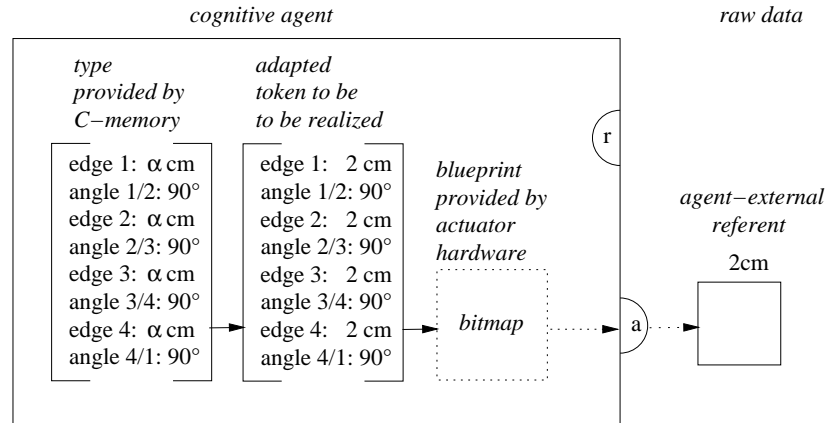 cognitive agent
raw data
type
provided by
C−memory
adapted
token to be
to be realized
edge 1: α cm
angle 1/2: 90°
edge 2: α cm
angle 2/3: 90°
edge 3: α cm
angle 3/4: 90°
edge 4: α cm
angle 4/1: 90°
edge 1: 2 cm
angle 1/2: 90°
edge 2: 2 cm
angle 2/3: 90°
edge 3: 2 cm
angle 3/4: 90°
edge 4: 2 cm
angle 4/1: 90°
blueprint
provided by
actuator
hardware
bitmap
r
a
agent−external
referent
2cm